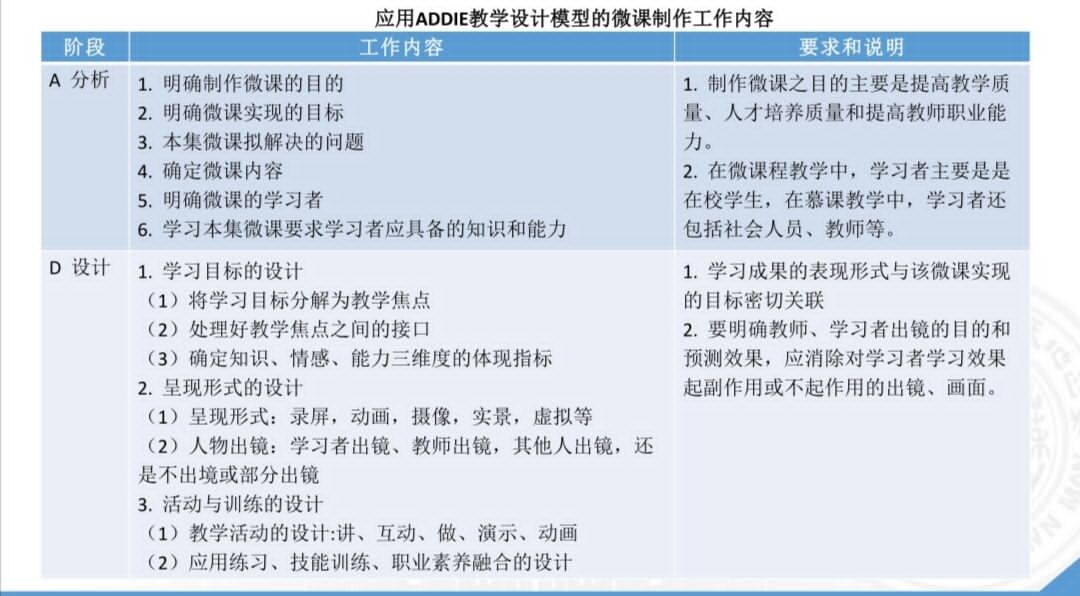 应用ADDIE教学设计模型的微课制作工作内容
阶段
工作内容
要求和说明
A 分析
1. 明确制作微课的目的
2. 明确微课实现的目标
3. 本集微课拟解决的问题
4. 确定微课内容
5. 明确微课的学习者
6. 学习本集微课要求学习者应具备的知识和能力
1. 制作微课之目的主要是提高教学质
量、人才培养质量和提高教师职业能
力。
2. 在微课程教学中，学习者主要是是
在校学生，在慕课教学中，学习者还
包括社会人员、教师等。
D 设计
1. 学习目标的设计
（1）将学习目标分解为教学焦点
（2）处理好教学焦点之间的接口
（3）确定知识、情感、能力三维度的体现指标
2. 呈现形式的设计
（1）呈现形式：录屏，动画，摄像，实景，虚拟等
（2）人物出镜：学习者出镜、教师出镜，其他人出镜，还
是不出境或部分出镜
3. 活动与训练的设计
（1）教学活动的设计:讲、互动、做、演示、动画
（2）应用练习、技能训练、职业素养融合的设计
1. 学习成果的表现形式与该微课实现
的目标密切关联
2. 要明确教师、学习者出镜的目的和
预测效果，应消除对学习者学习效果
起副作用或不起作用的出镜、画面。